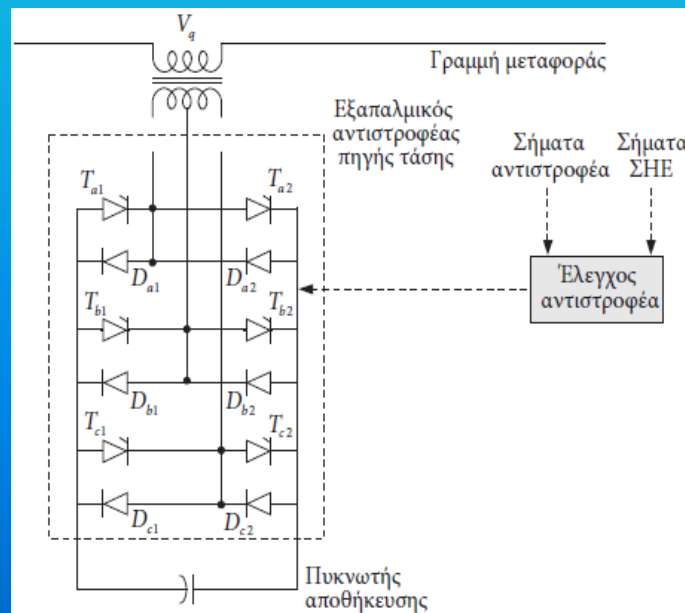 V_q
Γραμμή μεταφοράς
Εξαπαλμικός
αντιστροφέας
πηγής τάσης
Σήματα
αντιστροφέα
Σήματα
ΣΗΕ
T_a1
T_a2
D_a1
D_a2
Έλεγχος
αντιστροφέα
T_b1
T_b2
D_b1
D_b2
T_c1
T_c2
D_c1
D_c2
Πυκνωτής
αποθήκευσης